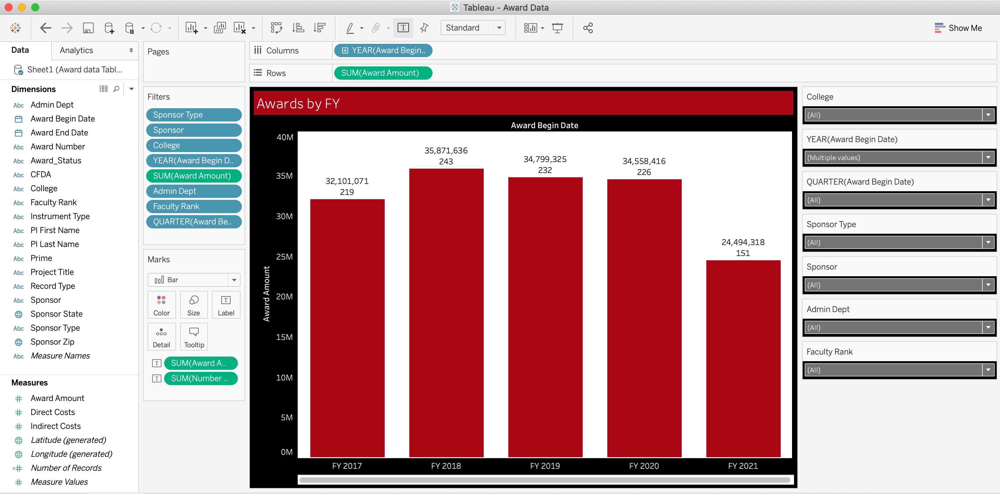 Tableau - Award Data
Standard
Show Me
Data
Analytics
Sheet1 (Award data Tabl...
Dimensions
Abc Admin Dept
Award Begin Date
Award End Date
Abc Award Number
Abc Award_Status
Abc CFDA
Abc College
Abc Faculty Rank
Abc Instrument Type
Abc PI First Name
Abc PI Last Name
Abc Prime
Abc Project Title
Abc Record Type
Abc Sponsor
Sponsor State
Abc Sponsor Type
Sponsor Zip
Abc Measure Names
Measures
Award Amount
Direct Costs
Indirect Costs
Latitude (generated)
Longitude (generated)
Number of Records
Measure Values
Pages
Filters
Sponsor Type
Sponsor
College
YEAR(Award Begin D..
SUM(Award Amount)
Admin Dept
Faculty Rank
QUARTER(Award Be..
Marks
Bar
Color Size Label
Detail Tooltip
SUM(Award A..
SUM(Number ..
Columns YEAR(Award Begin..
Rows SUM(Award Amount)
Awards by FY
Award Begin Date
Award Amount
40M
35M
30M
25M
20M
15M
10M
5M
0M
32,101,071
219
35,871,636
243
34,799,325
232
34,558,416
226
24,494,318
151
FY 2017 FY 2018 FY 2019 FY 2020 FY 2021
College
(All)
YEAR(Award Begin Date)
(Multiple values)
QUARTER(Award Begin Date)
(All)
Sponsor Type
(All)
Sponsor
(All)
Admin Dept
(All)
Faculty Rank
(All)